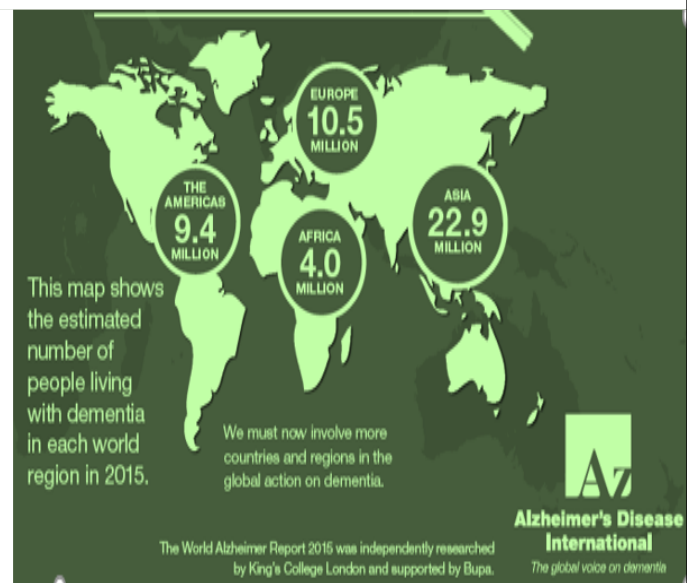 EUROPE
10.5
MILLION
THE
AMERICAS
9.4
MILLION
AFRICA
4.0
MILLION
ASIA
22.9
MILLION
This map shows
the estimated
number of
people living
with dementia
in each world
region in 2015.
We must now involve more
countries and regions in the
global action on dementia.
Az
Alzheimer's Disease
International
The global voice on dementia
The World Alzheimer Report 2015 was independently researched
by King's College London and supported by Bupa.